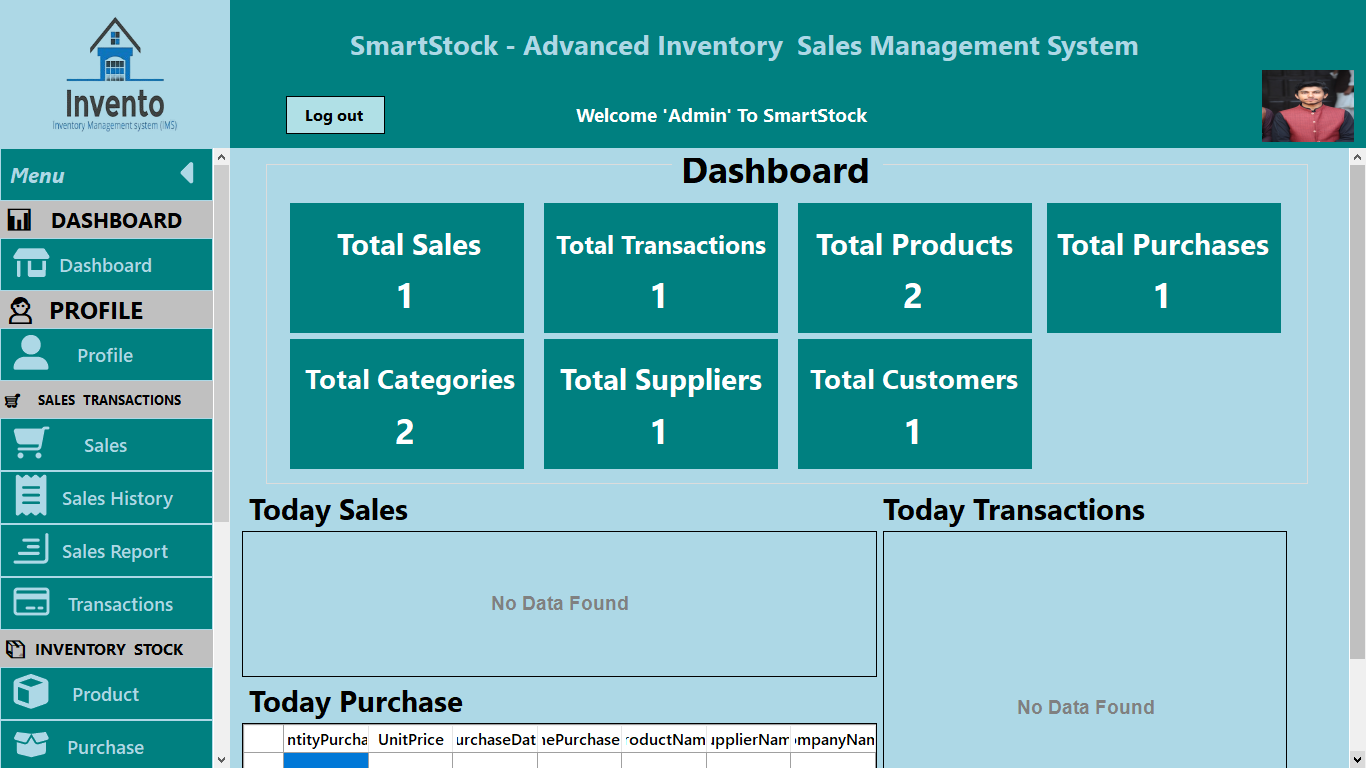 SmartStock - Advanced Inventory Sales Management System
Invento
Inventory Management system (IMS)
Log out
Welcome 'Admin' To SmartStock
Menu
DASHBOARD
Dashboard
PROFILE
Profile
SALES TRANSACTIONS
Sales
Sales History
Sales Report
Transactions
INVENTORY STOCK
Product
Purchase
Dashboard
Total Sales
1
Total Transactions
1
Total Products
2
Total Purchases
1
Total Categories
2
Total Suppliers
1
Total Customers
1
Today Sales
No Data Found
Today Transactions
No Data Found
Today Purchase
ntityPurcha UnitPrice urchaseDat nePurchase roductNam upplierNam ompanyNan